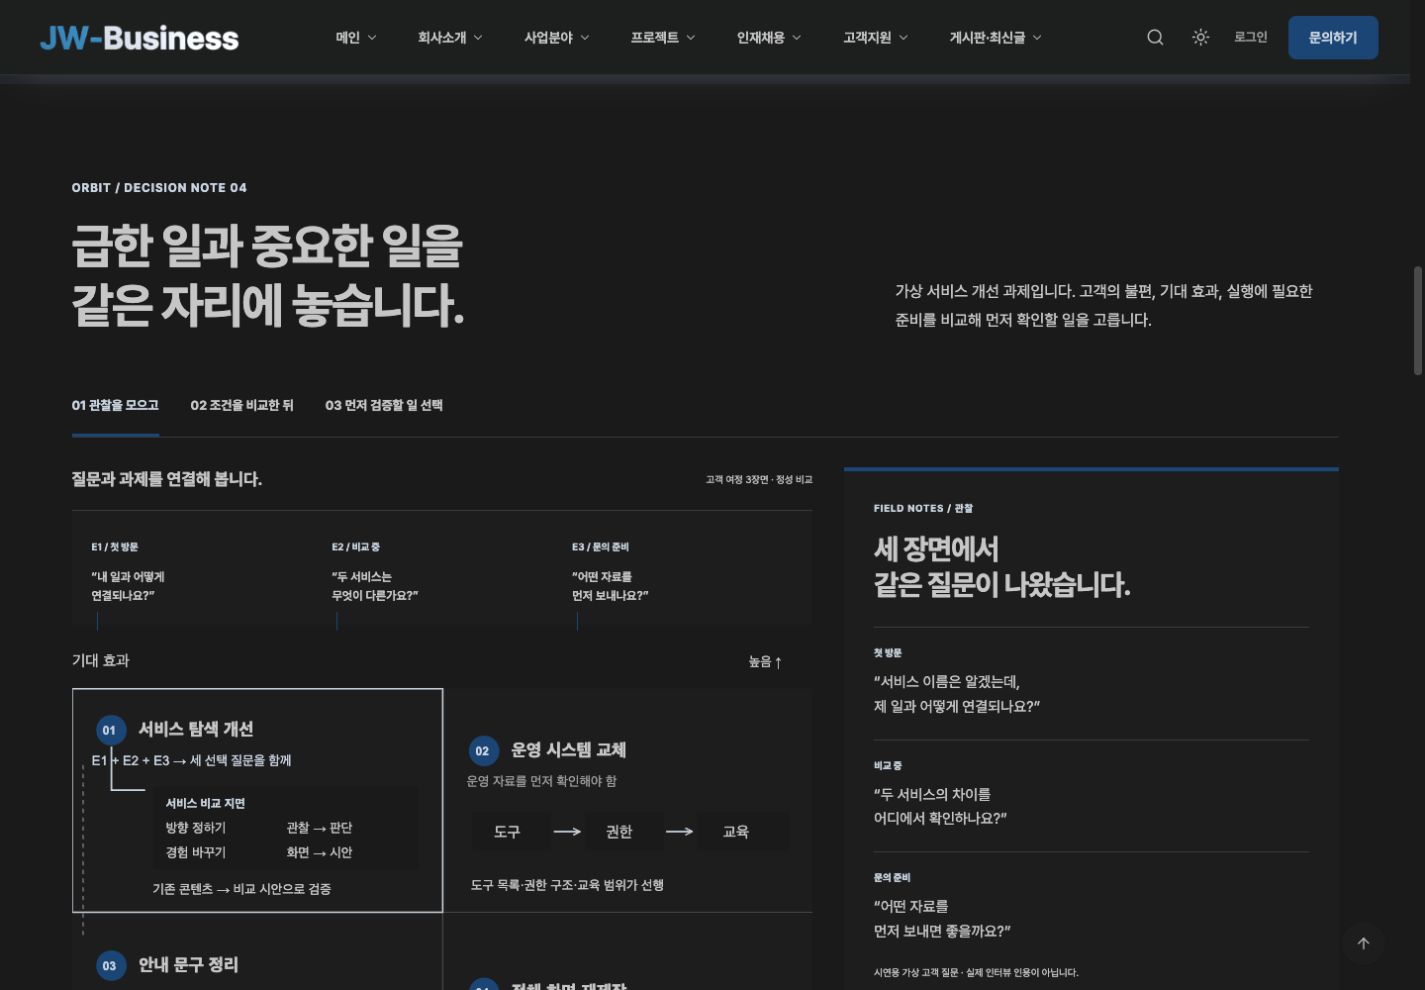 JW-Business
메인
회사소개
사업분야
프로젝트
인재채용
고객지원
게시판·최신글
로그인
문의하기
ORBIT / DECISION NOTE 04
급한 일과 중요한 일을
같은 자리에 놓습니다.
가상 서비스 개선 과제입니다. 고객의 불편, 기대 효과, 실행에 필요한
준비를 비교해 먼저 확인할 일을 고릅니다.
01 관찰을 모으고
02 조건을 비교한 뒤
03 먼저 검증할 일 선택
질문과 과제를 연결해 봅니다.
고객 여정 3장면 · 정성 비교
E1 / 첫 방문
“내 일과 어떻게
연결되나요?”
E2 / 비교 중
“두 서비스는
무엇이 다른가요?”
E3 / 문의 준비
“어떤 자료를
먼저 보내나요?”
기대 효과
높음 ↑
01 서비스 탐색 개선
E1 + E2 + E3 → 세 선택 질문을 함께
서비스 비교 지면
방향 정하기 관찰 → 판단
경험 바꾸기 화면 → 시안
기존 콘텐츠 → 비교 시안으로 검증
02 운영 시스템 교체
운영 자료를 먼저 확인해야 함
도구 → 권한 → 교육
도구 목록·권한 구조·교육 범위가 선행
03 안내 문구 정리
FIELD NOTES / 관찰
세 장면에서
같은 질문이 나왔습니다.
첫 방문
“서비스 이름은 알겠는데,
제 일과 어떻게 연결되나요?”
비교 중
“두 서비스의 차이를
어디에서 확인하나요?”
문의 준비
“어떤 자료를
먼저 보내면 좋을까요?”
시연용 가상 고객 질문 · 실제 인터뷰 인용이 아닙니다.